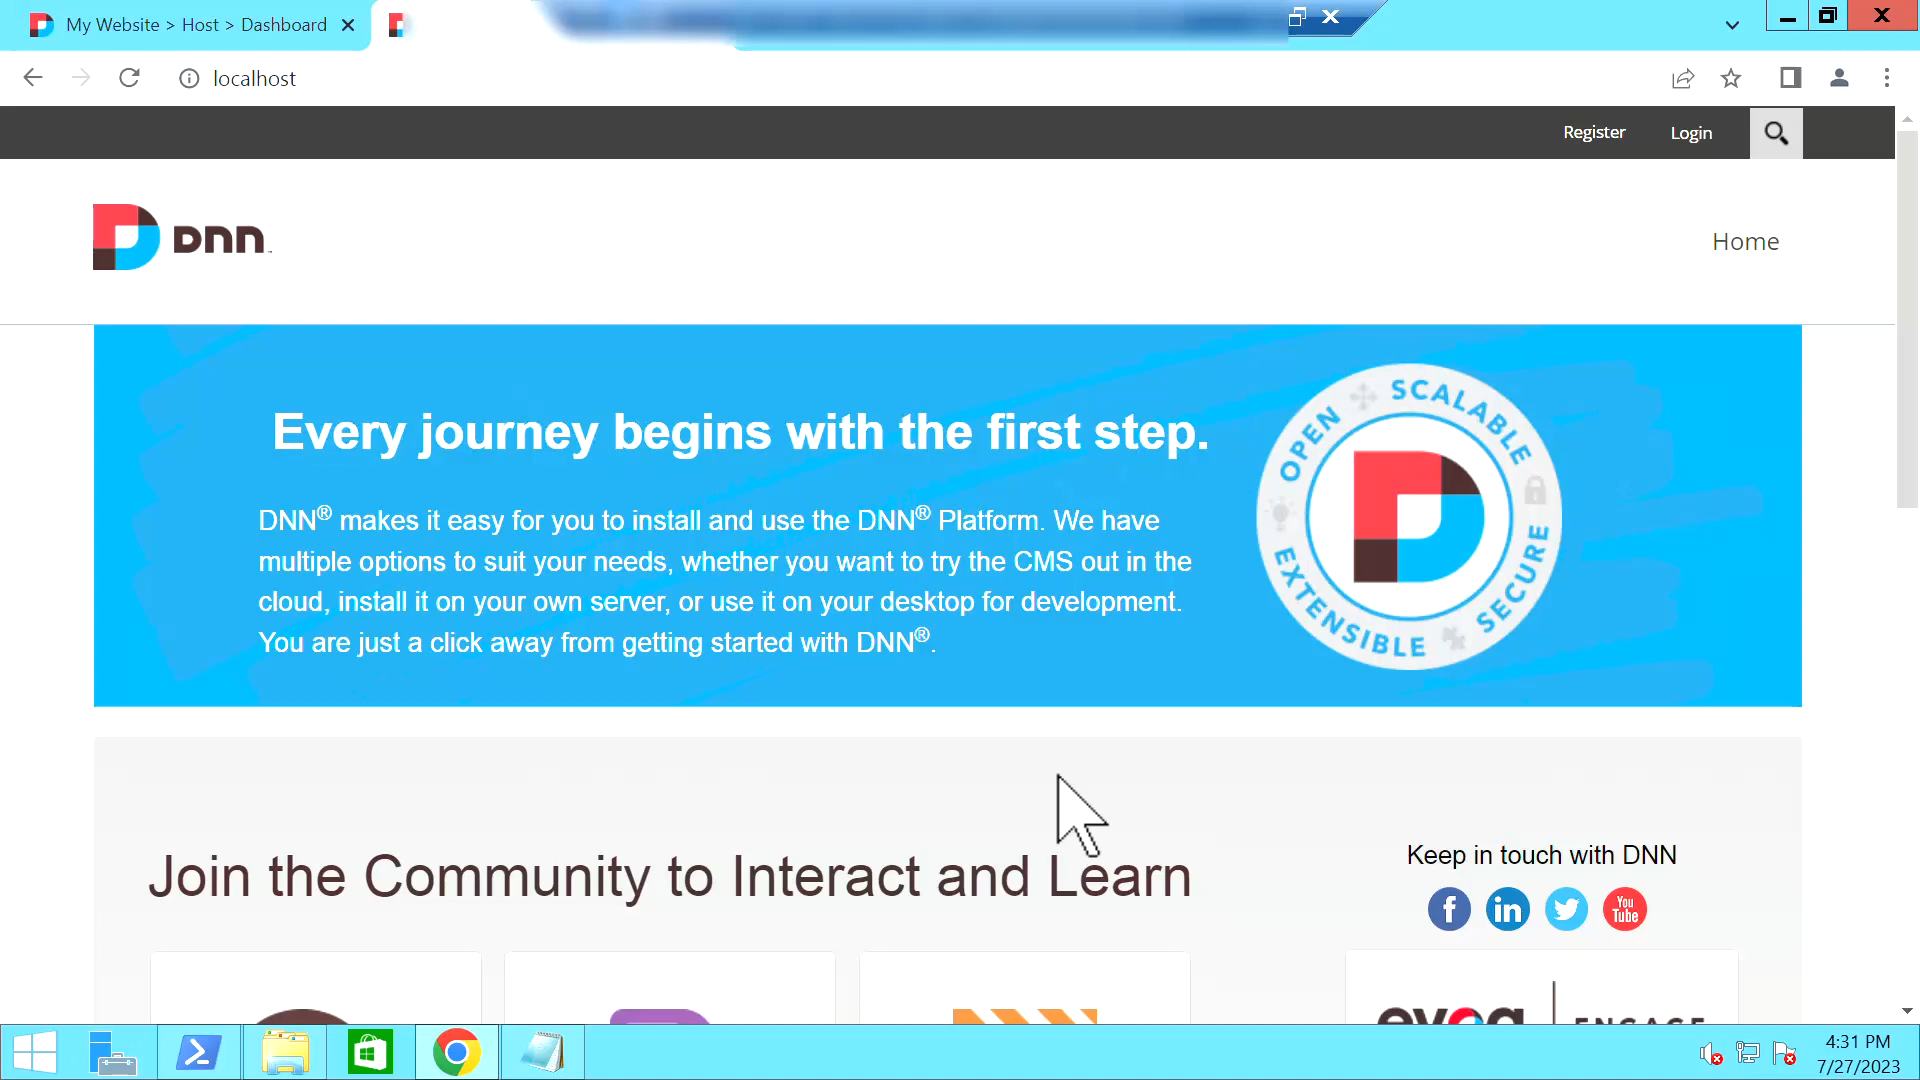 My Website > Host > Dashboard
localhost
Register
Login
DNN
Home
Every journey begins with the first step.
DNN® makes it easy for you to install and use the DNN® Platform. We have
multiple options to suit your needs, whether you want to try the CMS out in the
cloud, install it on your own server, or use it on your desktop for development.
You are just a click away from getting started with DNN®.
OPEN
SCALABLE
SECURE
EXTENSIBLE
Join the Community to Interact and Learn
Keep in touch with DNN
You
Tube
evoq
ENGAGE
4:31 PM
7/27/2023